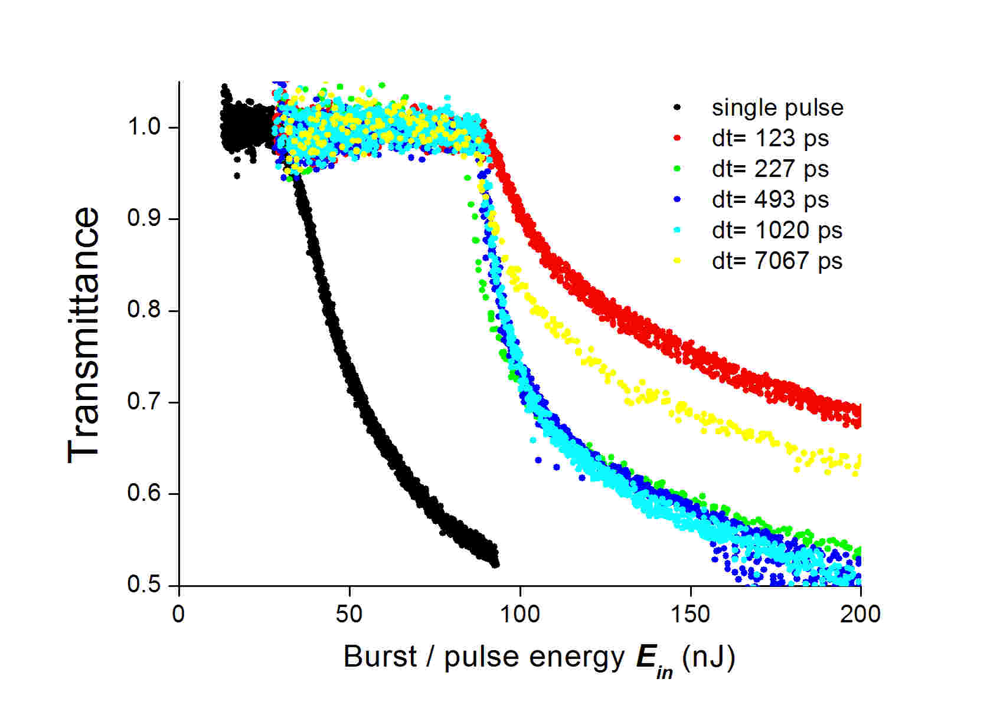 single pulse
dt= 123 ps
dt= 227 ps
dt= 493 ps
dt= 1020 ps
dt= 7067 ps
Transmittance
1.0
0.9
0.8
0.7
0.6
0.5
0 50 100 150 200
Burst / pulse energy E_in (nJ)